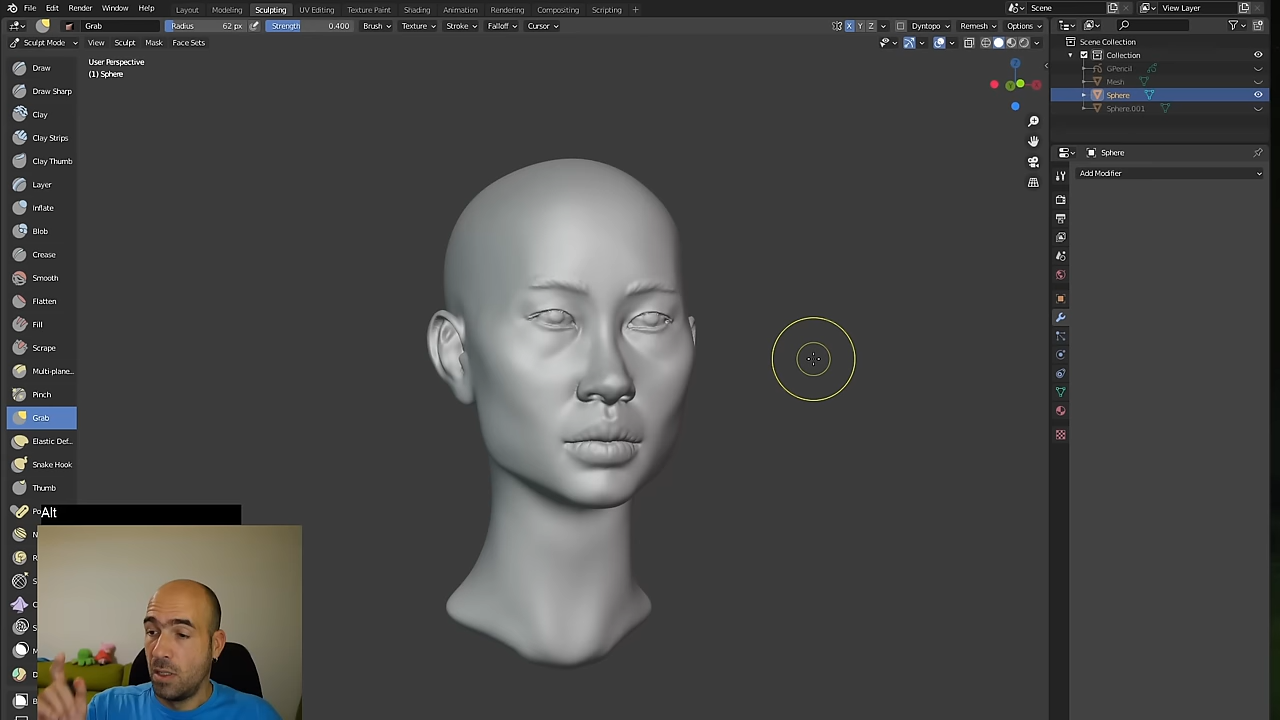 File Edit Render Window Help Layout Modeling Sculpting UV Editing Texture Paint Shading Animation Rendering Compositing Scripting + Scene View Layer
Grab Radius 62 px Strength 0.400 Brush Texture Stroke Falloff Cursor X Y Z Dyntopo Remesh Options
Sculpt Mode View Sculpt Mask Face Sets
User Perspective
(1) Sphere
Scene Collection
Collection
GPencil
Mesh
Sphere
Sphere.001
Sphere
Add Modifier
Z
Draw
Draw Sharp
Clay
Clay Strips
Clay Thumb
Layer
Inflate
Blob
Crease
Smooth
Flatten
Fill
Scrape
Multi-plane...
Pinch
Grab
Elastic Def...
Snake Hook
Thumb
Po
Alt